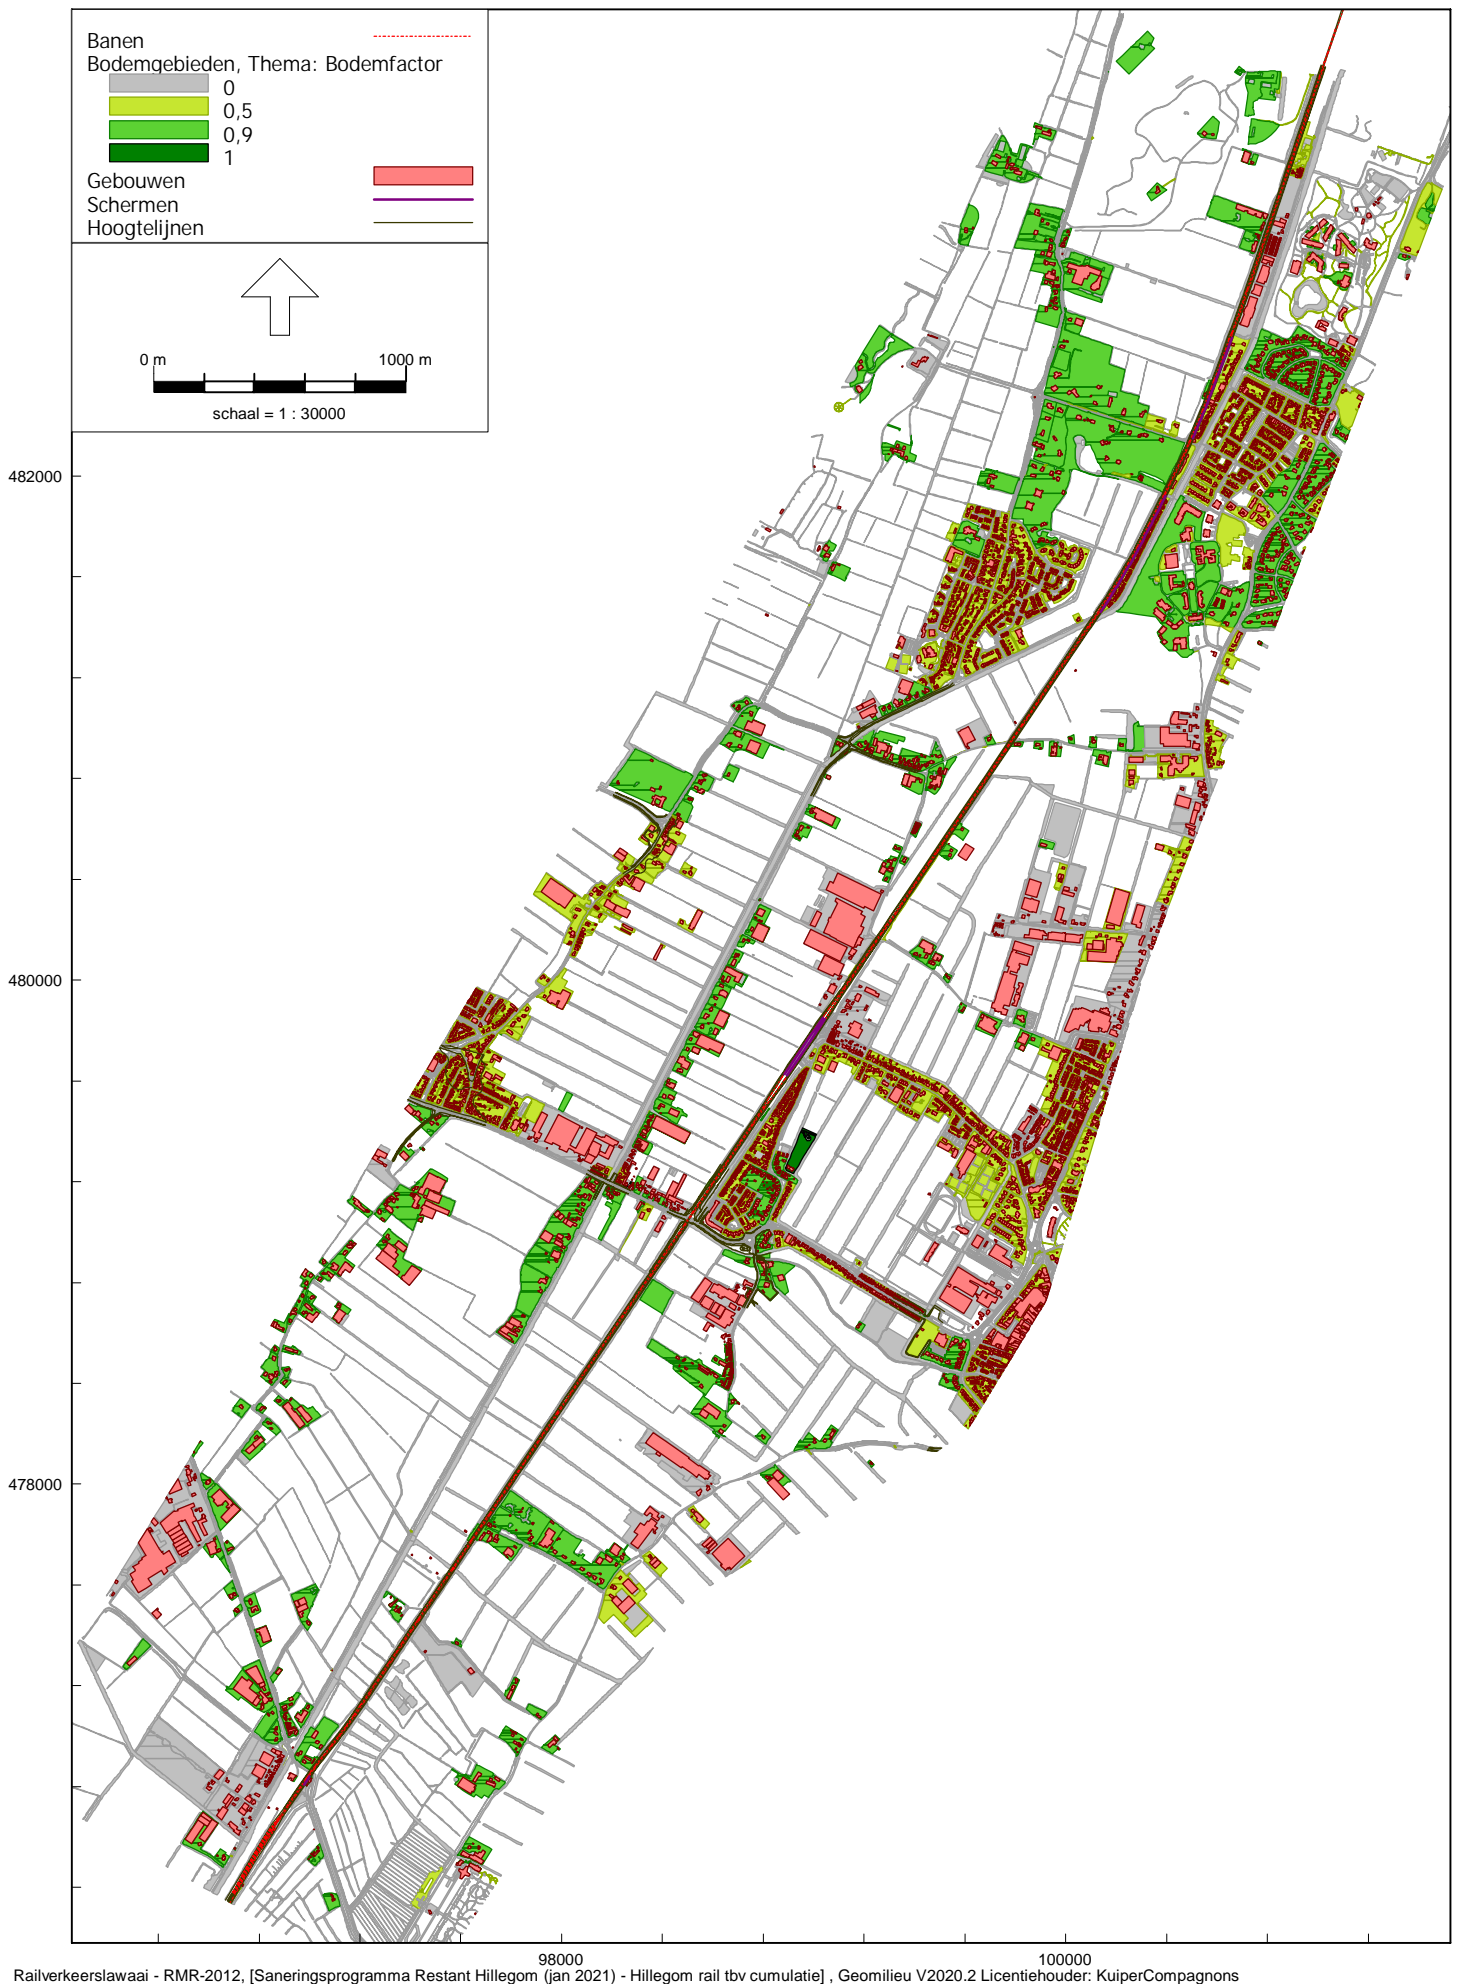 Banen
Bodemgebieden, Thema: Bodemfactor
0
0,5
0,9
1
Gebouwen
Schermen
Hoogtelijnen
0 m 1000 m
schaal = 1 : 30000
482000
480000
478000
98000 100000
Railverkeerslawaai - RMR-2012, [Saneringsprogramma Restant Hillegom (jan 2021) - Hillegom rail tbv cumulatie] , Geomilieu V2020.2 Licentiehouder: KuiperCompagnons